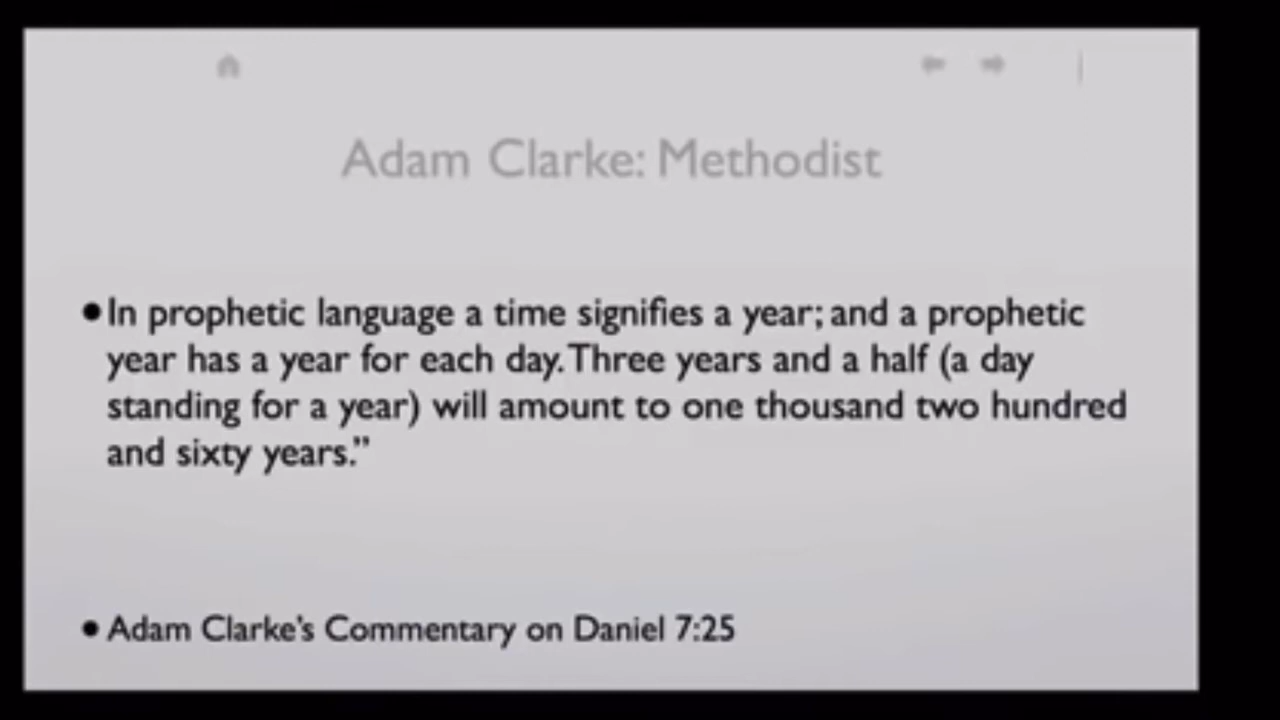 Adam Clarke: Methodist
•In prophetic language a time signifies a year; and a prophetic
year has a year for each day. Three years and a half (a day
standing for a year) will amount to one thousand two hundred
and sixty years.”
• Adam Clarke’s Commentary on Daniel 7:25